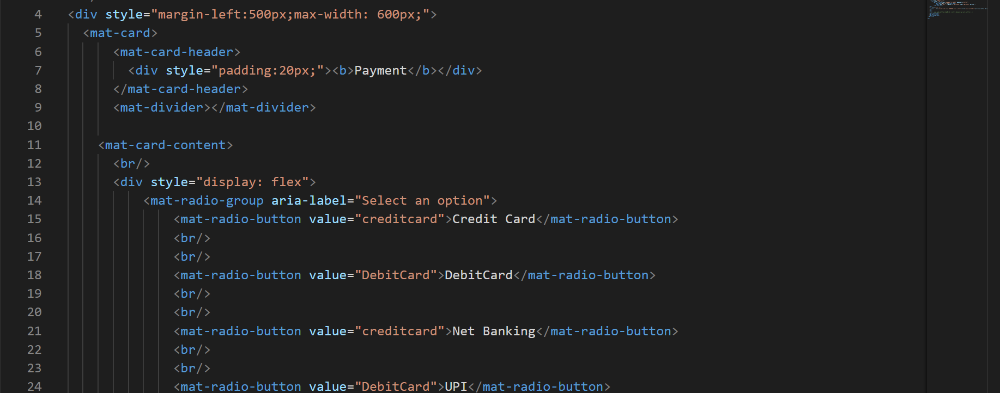 4 <div style="margin-left:500px;max-width: 600px;">
5 <mat-card>
6 <mat-card-header>
7 <div style="padding:20px;"><b>Payment</b></div>
8 </mat-card-header>
9 <mat-divider></mat-divider>
10
11 <mat-card-content>
12 <br/>
13 <div style="display: flex">
14 <mat-radio-group aria-label="Select an option">
15 <mat-radio-button value="creditcard">Credit Card</mat-radio-button>
16 <br/>
17 <br/>
18 <mat-radio-button value="DebitCard">DebitCard</mat-radio-button>
19 <br/>
20 <br/>
21 <mat-radio-button value="creditcard">Net Banking</mat-radio-button>
22 <br/>
23 <br/>
24 <mat-radio-button value="DebitCard">UPI</mat-radio-button>